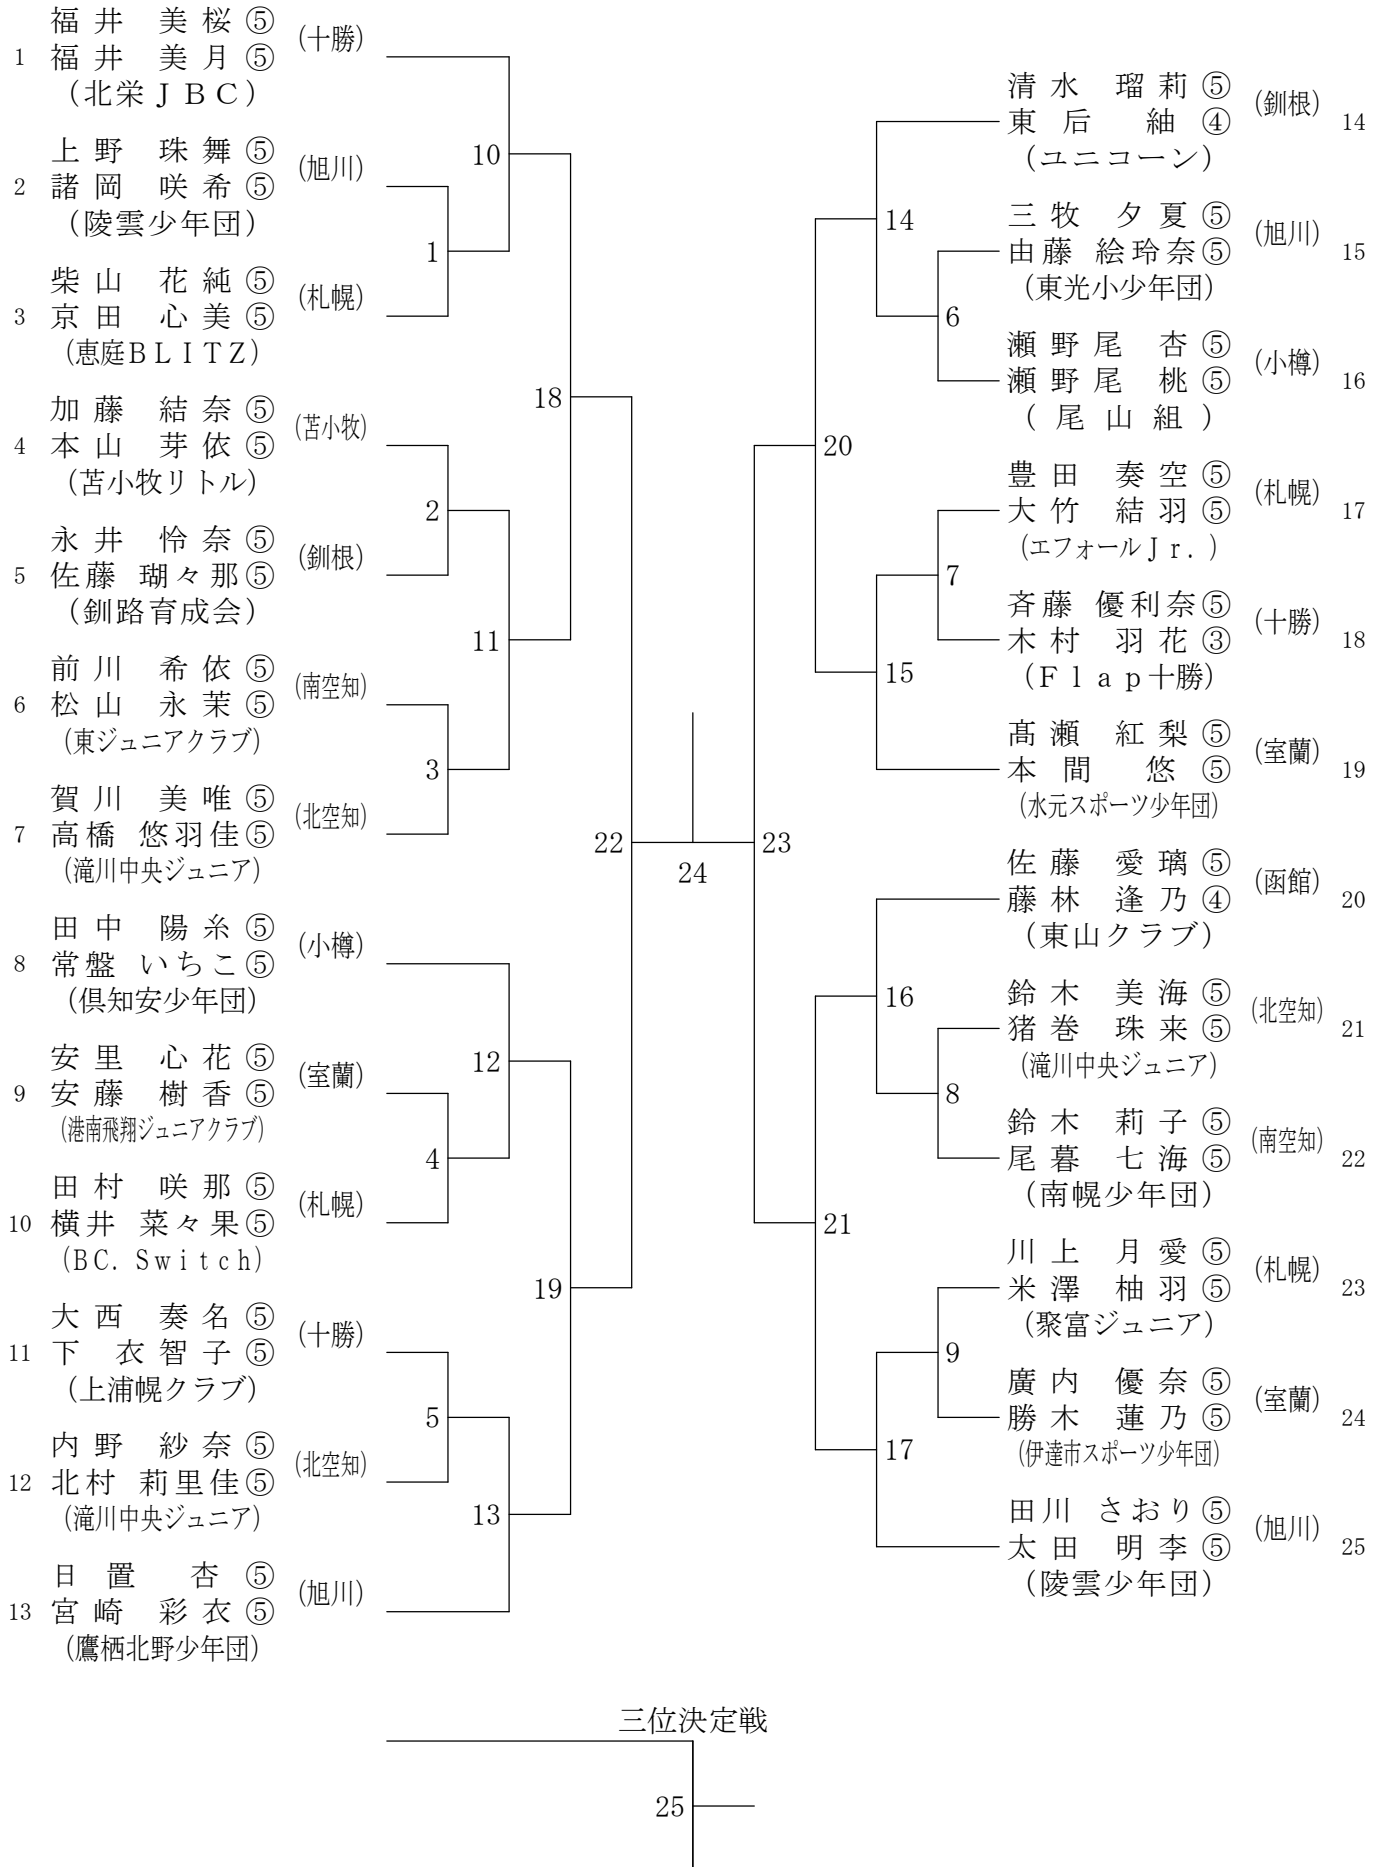 福井 美桜⑤ (十勝)
1 福井 美月⑤
(北栄ＪＢＣ)
上野 珠舞⑤ (旭川)
2 諸岡 咲希⑤
(陵雲少年団)
柴山 花純⑤ (札幌)
3 京田 心美⑤
(恵庭ＢＬＩＴＺ)
加藤 結奈⑤ (苫小牧)
4 本山 芽依⑤
(苫小牧リトル)
永井 怜奈⑤ (釧根)
5 佐藤 瑚々那⑤
(釧路育成会)
前川 希依⑤ (南空知)
6 松山 永茉⑤
(東ジュニアクラブ)
賀川 美唯⑤ (北空知)
7 高橋 悠羽佳⑤
(滝川中央ジュニア)
田中 陽糸⑤ (小樽)
8 常盤 いちこ⑤
(倶知安少年団)
安里 心花⑤ (室蘭)
9 安藤 樹香⑤
(港南飛翔ジュニアクラブ)
田村 咲那⑤ (札幌)
10 横井 菜々果⑤
(BC. Ｓｗｉｔｃｈ)
大西 奏名⑤ (十勝)
11 下 衣智子⑤
(上浦幌クラブ)
内野 紗奈⑤ (北空知)
12 北村 莉里佳⑤
(滝川中央ジュニア)
日置 杏⑤ (旭川)
13 宮崎 彩衣⑤
(鷹栖北野少年団)
10
1
18
2
11
3
22
12
4
19
5
13
24
23
14
6
20
7
15
16
8
21
9
17
清水 瑠莉⑤ (釧根)
東后 紬④ 14
(ユニコーン)
三牧 夕夏⑤ (旭川)
由藤 絵玲奈⑤ 15
(東光小少年団)
瀬野尾 杏⑤ (小樽)
瀬野尾 桃⑤ 16
(尾山組)
豊田 奏空⑤ (札幌)
大竹 結羽⑤ 17
(エフォールＪｒ.)
斉藤 優利奈⑤ (十勝)
木村 羽花③ 18
(Ｆｌａｐ十勝)
髙瀬 紅梨⑤ (室蘭)
本間 悠⑤ 19
(水元スポーツ少年団)
佐藤 愛璃⑤ (函館)
藤林 逢乃④ 20
(東山クラブ)
鈴木 美海⑤ (北空知)
猪巻 珠来⑤ 21
(滝川中央ジュニア)
鈴木 莉子⑤ (南空知)
尾暮 七海⑤ 22
(南幌少年団)
川上 月愛⑤ (札幌)
米澤 柚羽⑤ 23
(聚富ジュニア)
廣内 優奈⑤ (室蘭)
勝木 蓮乃⑤ 24
(伊達市スポーツ少年団)
田川 さおり⑤ (旭川)
太田 明李⑤ 25
(陵雲少年団)
三位決定戦
25